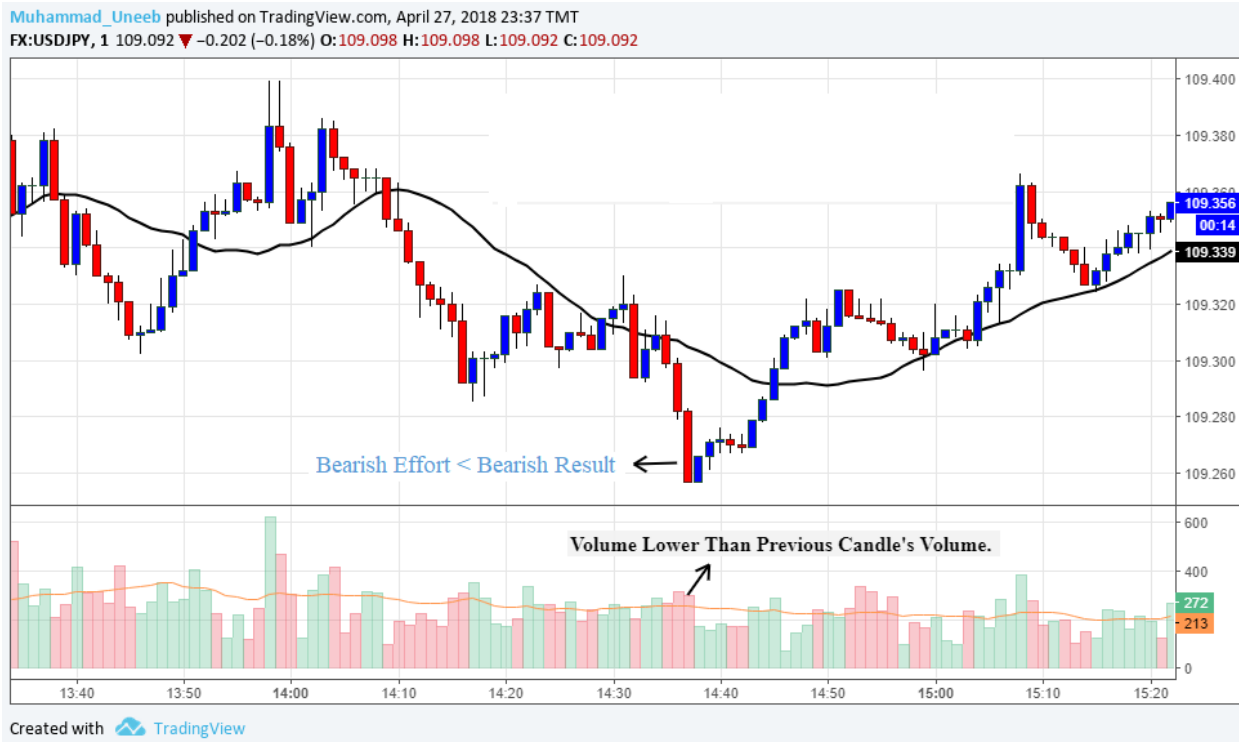 Muhammad_Uneeb published on TradingView.com, April 27, 2018 23:37 TMT
FX:USDJPY, 1 109.092 ▼ −0.202 (−0.18%) O:109.098 H:109.098 L:109.092 C:109.092
109.400
109.380
109.360
109.356
00:14
109.339
109.320
109.300
109.280
Bearish Effort < Bearish Result
109.260
600
Volume Lower Than Previous Candle's Volume.
400
272
213
0
13:40 13:50 14:00 14:10 14:20 14:30 14:40 14:50 15:00 15:10 15:20
Created with TradingView